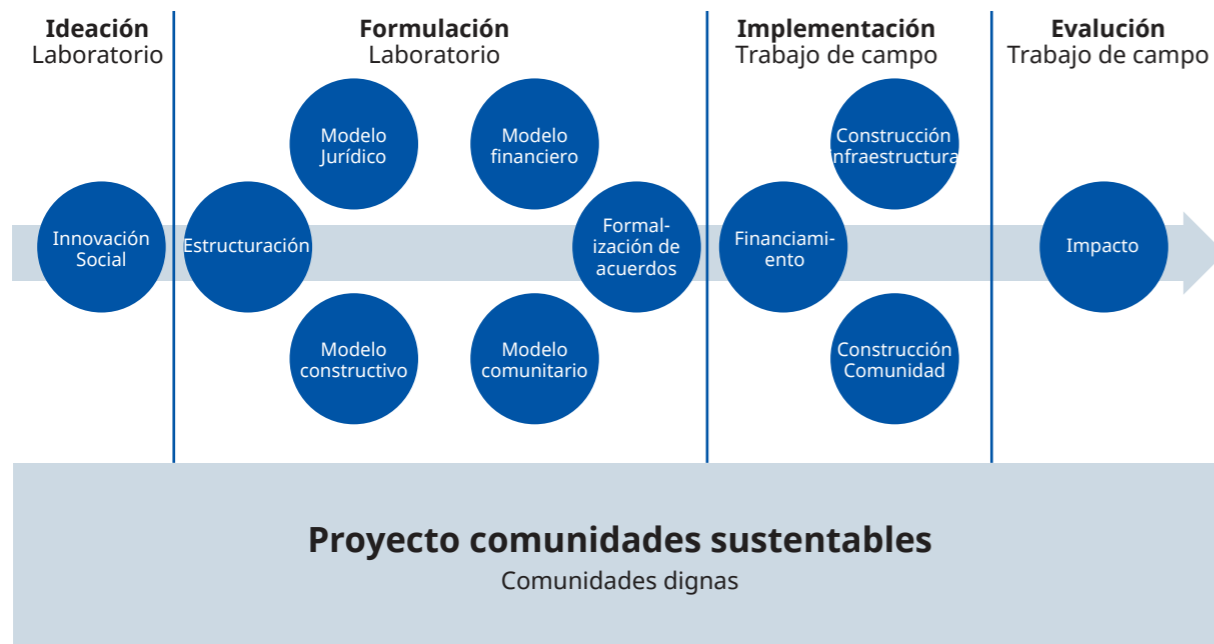 Ideación
Laboratorio
Formulación
Laboratorio
Implementación
Trabajo de campo
Evalución
Trabajo de campo
Innovación
Social
Estructuración
Modelo
Jurídico
Modelo
financiero
Modelo
constructivo
Modelo
comunitario
Formal-
ización de
acuerdos
Financiami-
ento
Construcción
infraestructura
Construcción
Comunidad
Impacto
Proyecto comunidades sustentables
Comunidades dignas